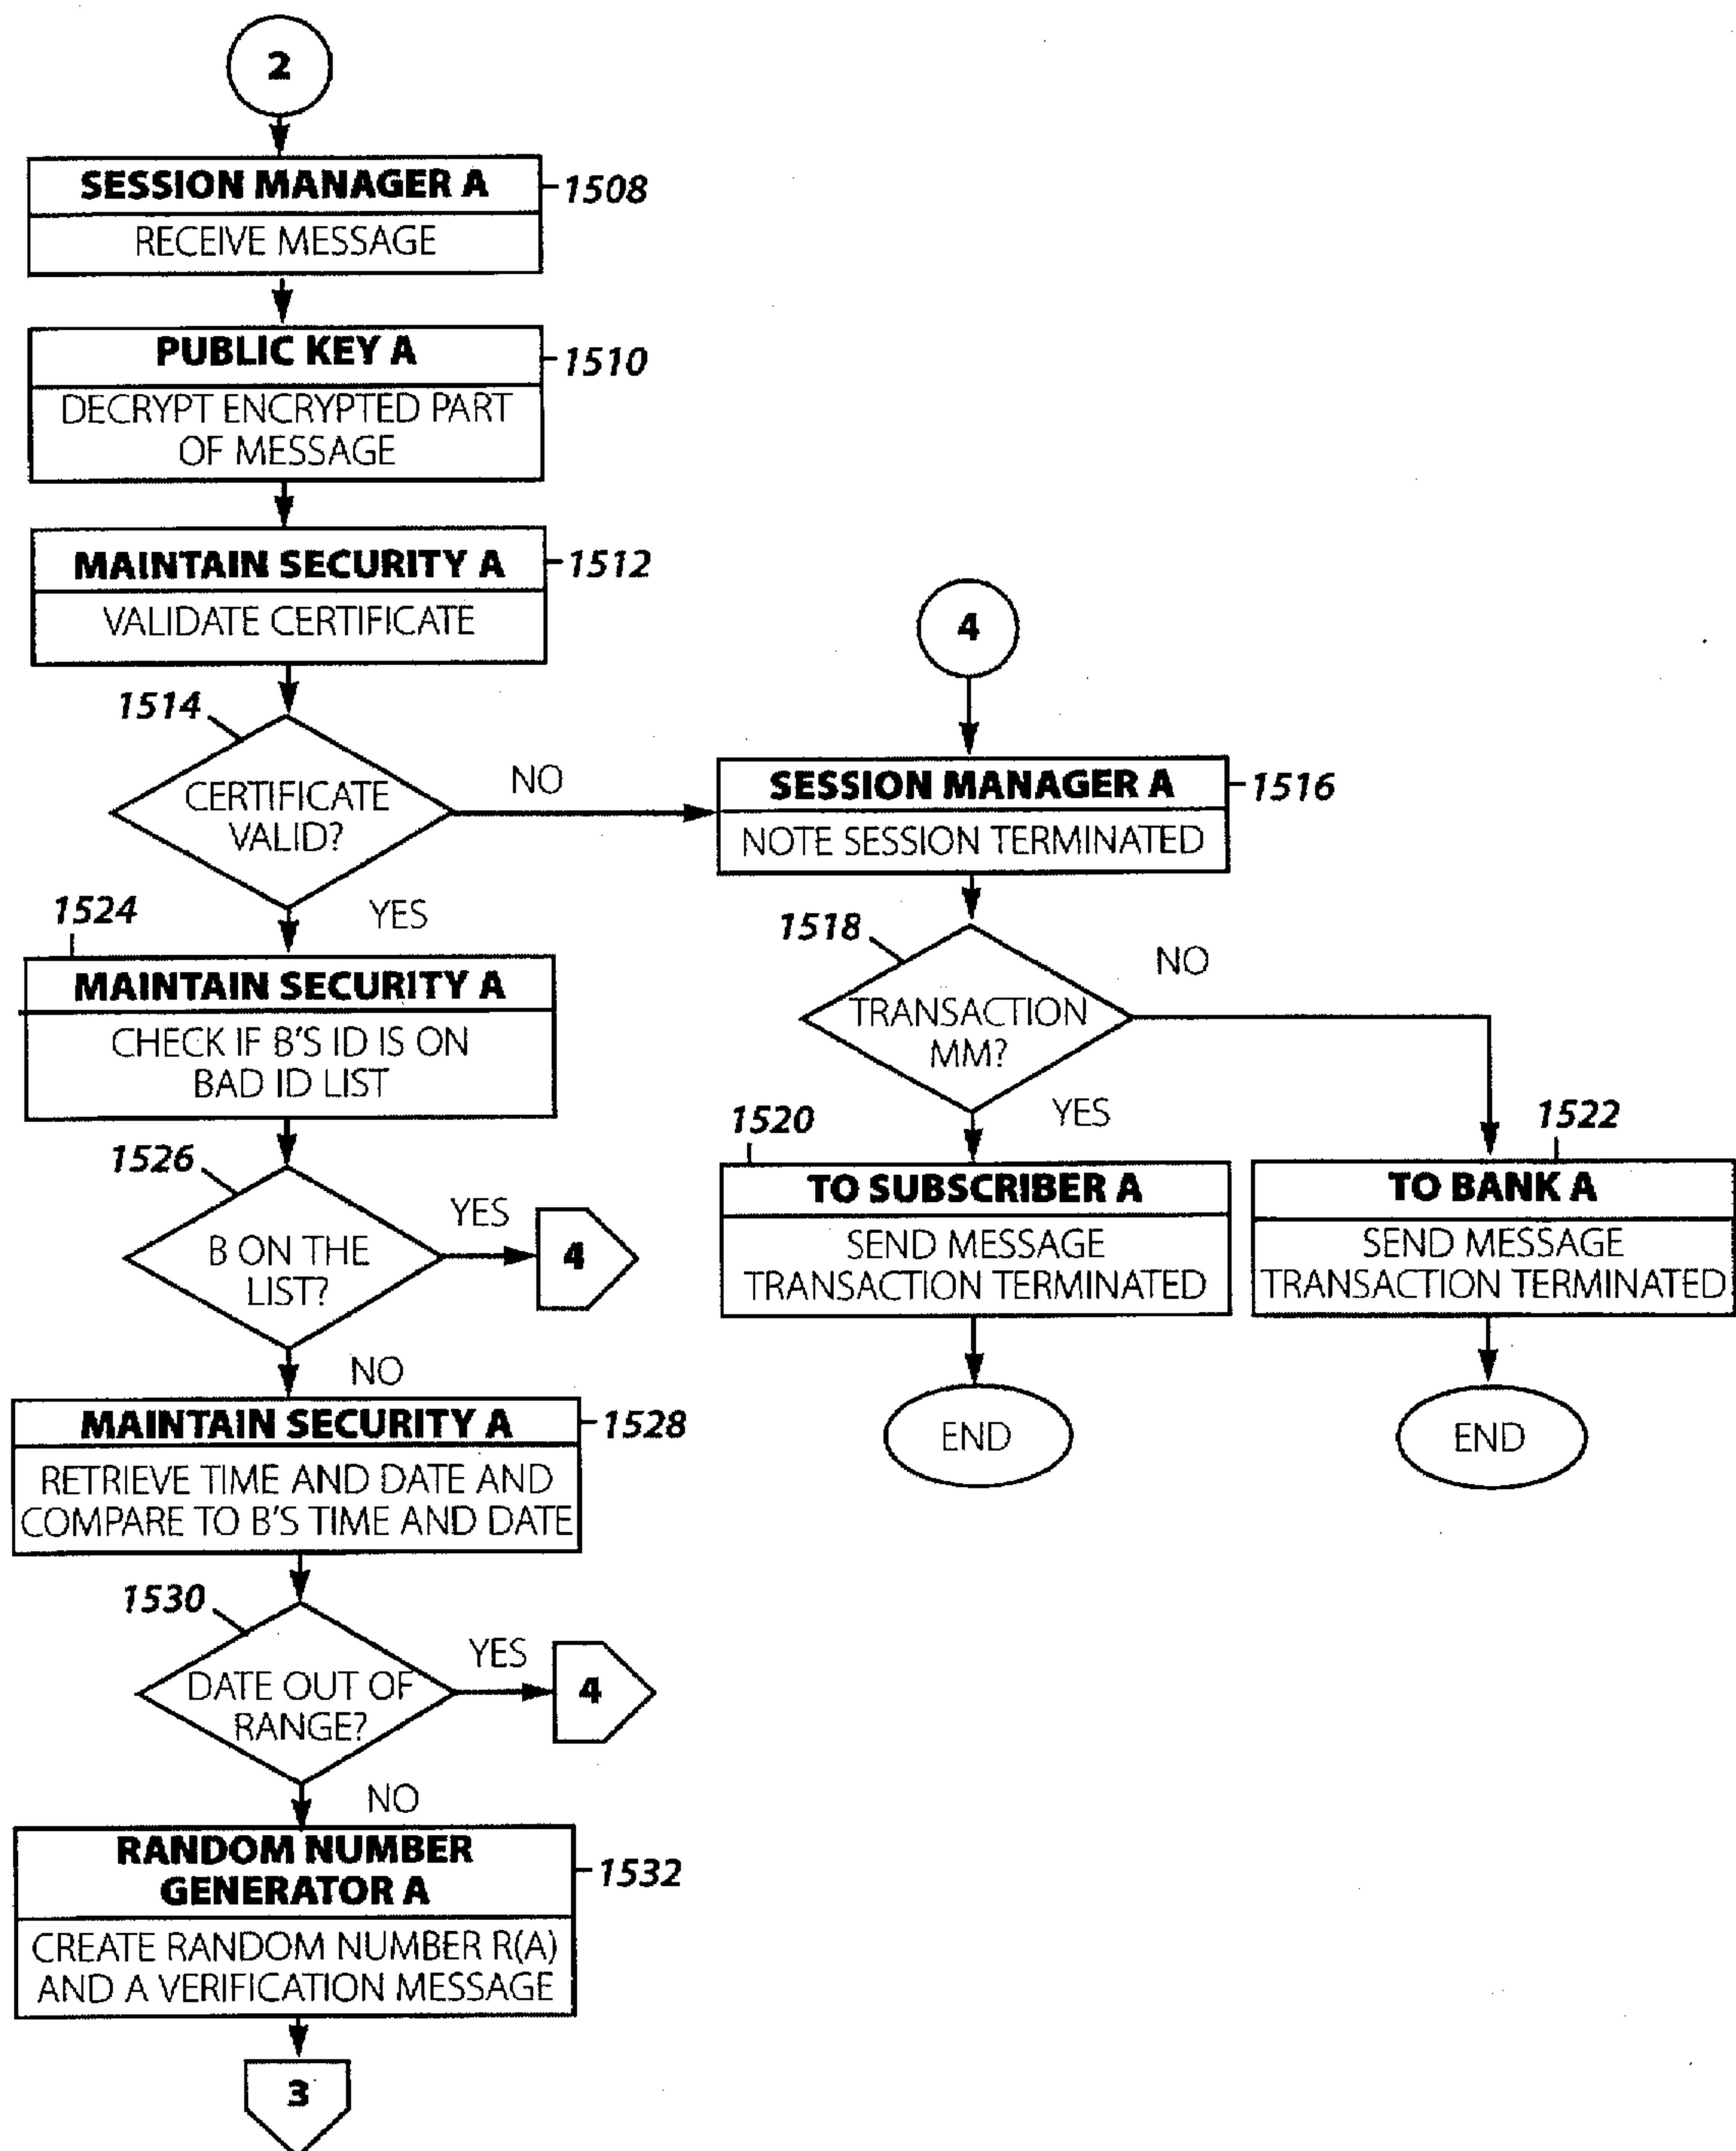 2
SESSION MANAGER A
1508
RECEIVE MESSAGE
PUBLIC KEY A
1510
DECRYPT ENCRYPTED PART
OF MESSAGE
MAINTAIN SECURITY A
1512
VALIDATE CERTIFICATE
1514
CERTIFICATE
VALID?
NO
YES
4
SESSION MANAGER A
1516
NOTE SESSION TERMINATED
1518
TRANSACTION
MM?
NO
YES
1520
TO SUBSCRIBER A
SEND MESSAGE
TRANSACTION TERMINATED
END
1522
TO BANK A
SEND MESSAGE
TRANSACTION TERMINATED
END
1524
MAINTAIN SECURITY A
CHECK IF B'S ID IS ON
BAD ID LIST
1526
B ON THE
LIST?
YES
4
NO
MAINTAIN SECURITY A
1528
RETRIEVE TIME AND DATE AND
COMPARE TO B'S TIME AND DATE
1530
DATE OUT OF
RANGE?
YES
4
NO
RANDOM NUMBER
GENERATOR A
1532
CREATE RANDOM NUMBER R(A)
AND A VERIFICATION MESSAGE
3